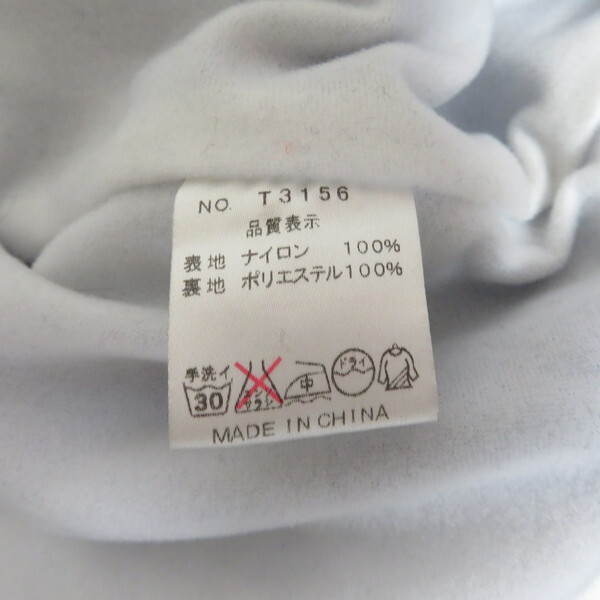 NO. T3156
品質表示
表地 ナイロン 100%
裏地 ポリエステル100%
手洗イ
30
中
ドライ
MADE IN CHINA